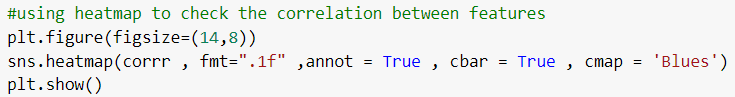 #using heatmap to check the correlation between features
plt.figure(figsize=(14,8))
sns.heatmap(corrr , fmt=".1f" ,annot = True , cbar = True , cmap = 'Blues')
plt.show()